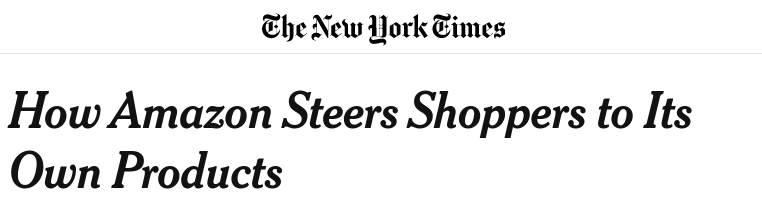 The New York Times
How Amazon Steers Shoppers to Its
Own Products